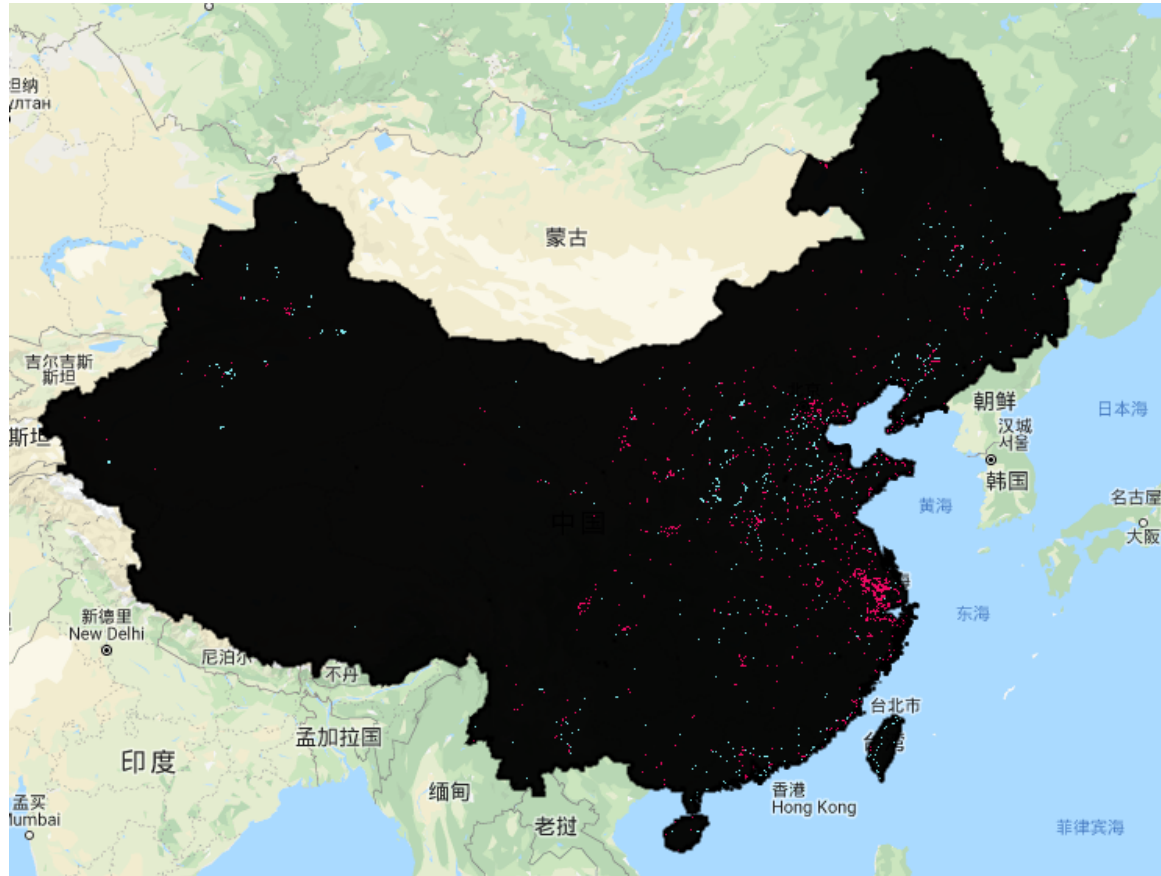 坦纳
ултан
蒙古
吉尔吉斯
斯坦
斯坦
朝鲜
汉城
서울
韩国
日本海
名古屋
大阪
黄海
中国
东海
新德里
New Delhi
尼泊尔
不丹
孟加拉国
印度
孟买
Mumbai
缅甸
老挝
台北市
香港
Hong Kong
菲律宾海